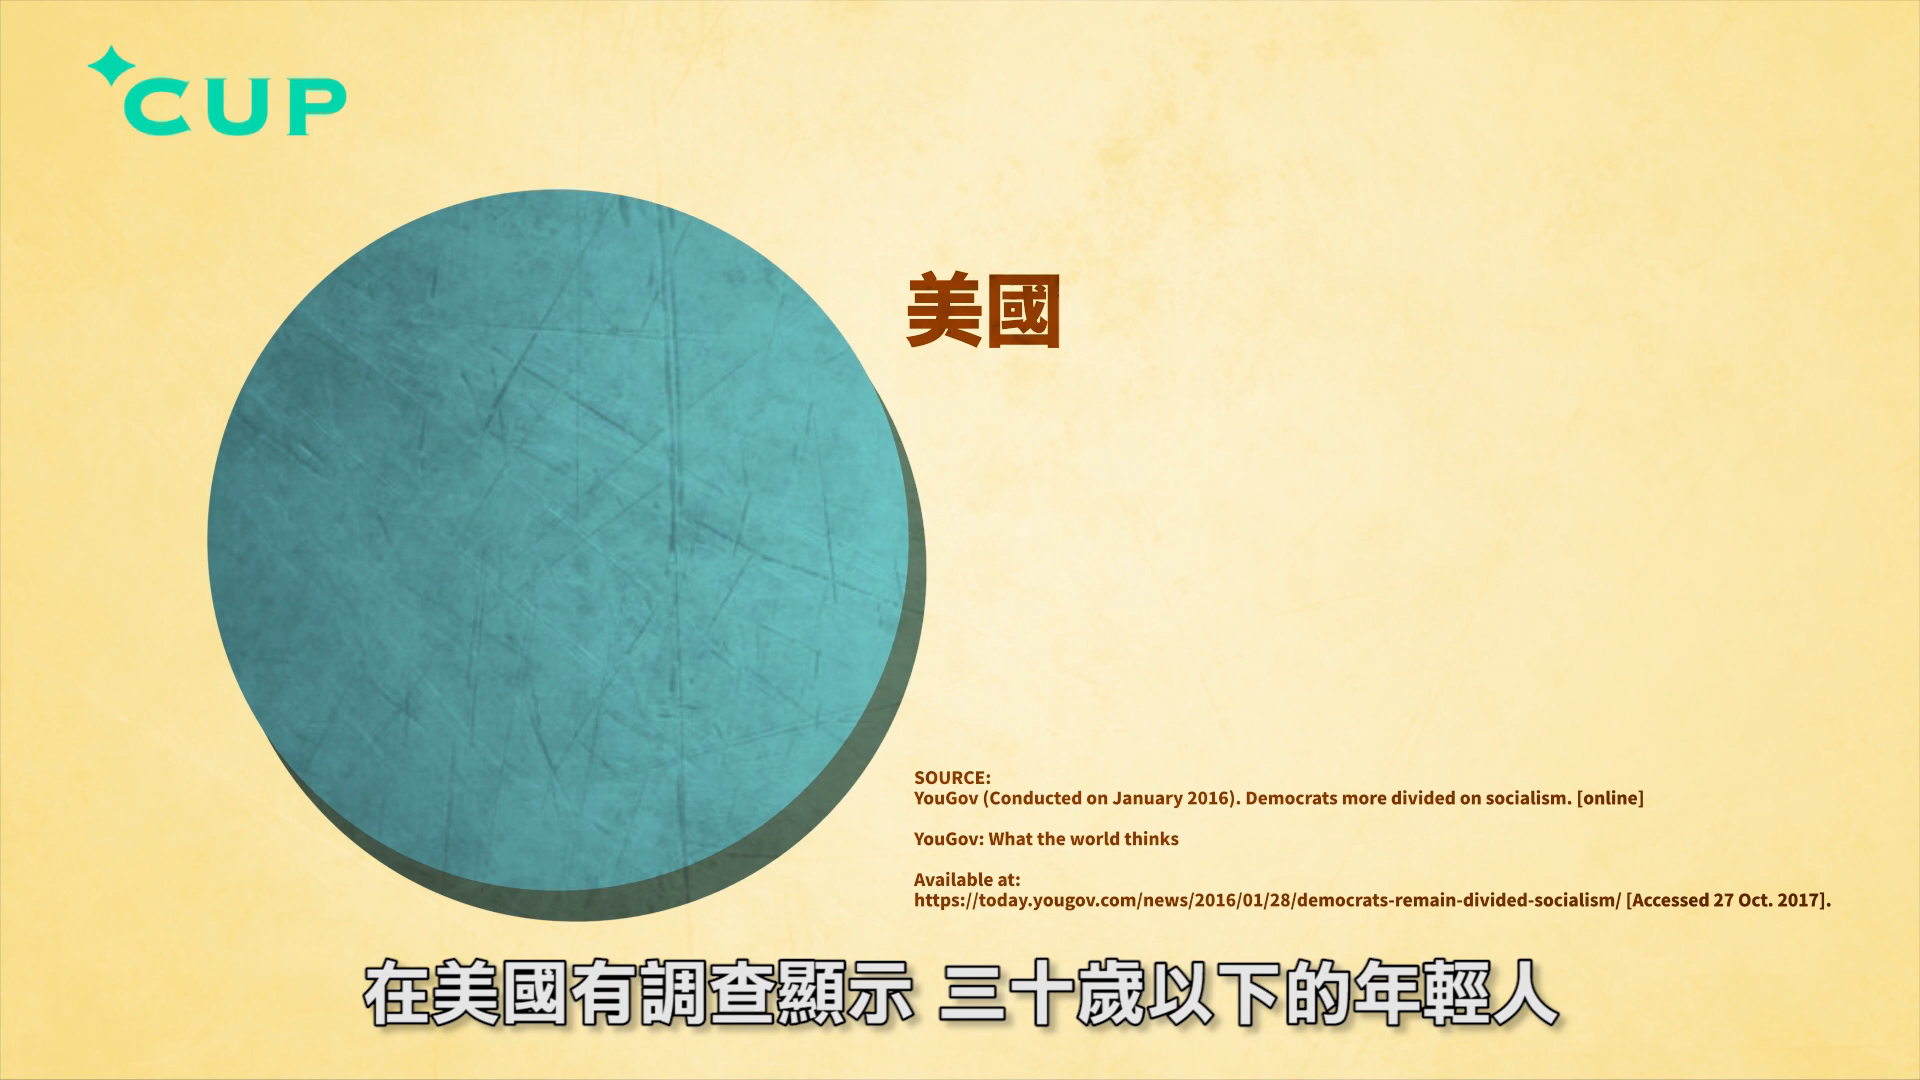 CUP
美國
SOURCE:
YouGov (Conducted on January 2016). Democrats more divided on socialism. [online]
YouGov: What the world thinks
Available at:
https://today.yougov.com/news/2016/01/28/democrats-remain-divided-socialism/ [Accessed 27 Oct. 2017].
在美國有調查顯示 三十歲以下的年輕人